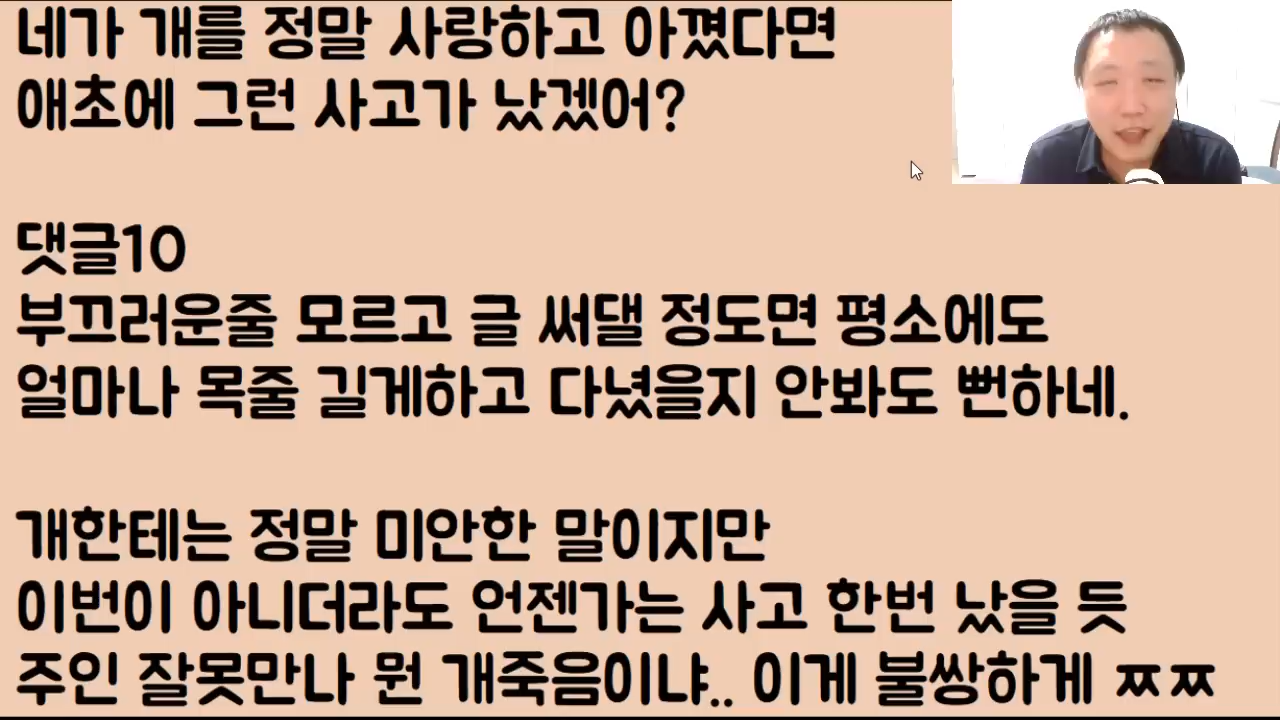 네가 개를 정말 사랑하고 아꼈다면
애초에 그런 사고가 났겠어?
댓글10
부끄러운줄 모르고 글 써댈 정도면 평소에도
얼마나 목줄 길게하고 다녔을지 안봐도 뻔하네.
개한테는 정말 미안한 말이지만
이번이 아니더라도 언젠가는 사고 한번 났을 듯
주인 잘못만나 뭔 개죽음이냐.. 이게 불쌍하게 ㅉㅉ